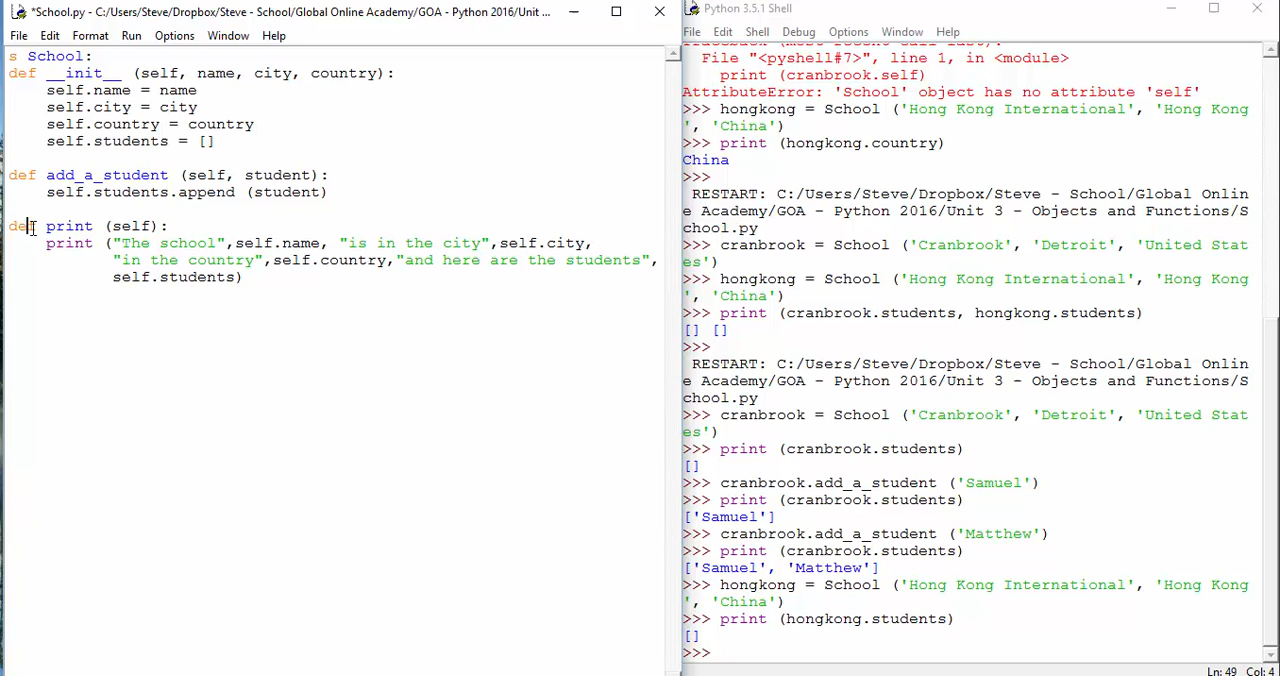 *School.py - C:/Users/Steve/Dropbox/Steve - School/Global Online Academy/GOA - Python 2016/Unit ...
File Edit Format Run Options Window Help
s School:
def __init__ (self, name, city, country):
self.name = name
self.city = city
self.country = country
self.students = []
def add_a_student (self, student):
self.students.append (student)
def print (self):
print ("The school",self.name, "is in the city",self.city,
"in the country",self.country,"and here are the students",
self.students)
Python 3.5.1 Shell
File Edit Shell Debug Options Window Help
File "<pyshell#7>", line 1, in <module>
print (cranbrook.self)
AttributeError: 'School' object has no attribute 'self'
>>> hongkong = School ('Hong Kong International', 'Hong Kong
', 'China')
>>> print (hongkong.country)
China
>>>
RESTART: C:/Users/Steve/Dropbox/Steve - School/Global Onlin
e Academy/GOA - Python 2016/Unit 3 - Objects and Functions/S
chool.py
>>> cranbrook = School ('Cranbrook', 'Detroit', 'United Stat
es')
>>> hongkong = School ('Hong Kong International', 'Hong Kong
', 'China')
>>> print (cranbrook.students, hongkong.students)
[] []
>>>
RESTART: C:/Users/Steve/Dropbox/Steve - School/Global Onlin
e Academy/GOA - Python 2016/Unit 3 - Objects and Functions/S
chool.py
>>> cranbrook = School ('Cranbrook', 'Detroit', 'United Stat
es')
>>> print (cranbrook.students)
[]
>>> cranbrook.add_a_student ('Samuel')
>>> print (cranbrook.students)
['Samuel']
>>> cranbrook.add_a_student ('Matthew')
>>> print (cranbrook.students)
['Samuel', 'Matthew']
>>> hongkong = School ('Hong Kong International', 'Hong Kong
', 'China')
>>> print (hongkong.students)
[]
>>>
Ln: 49 Col: 4